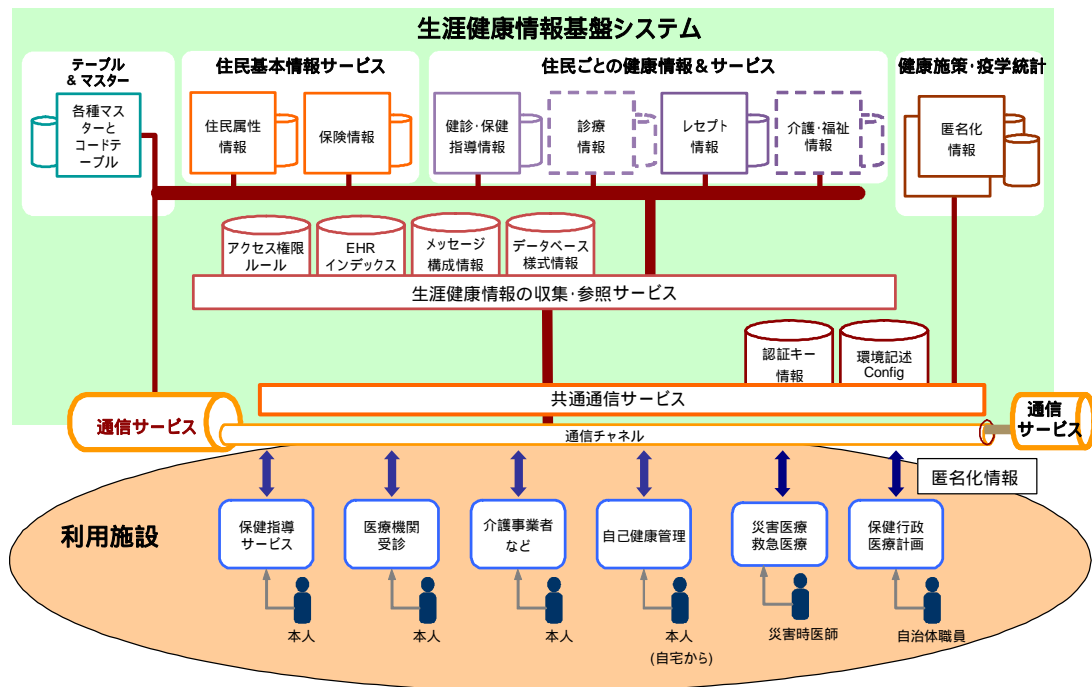 生涯健康情報基盤システム
テーブル
& マスター
住民基本情報サービス
住民ごとの健康情報&サービス
健康施策・疫学統計
各種マス
ターと
コードテ
ーブル
住民属性
情報
保険情報
健診・保健
指導情報
診療
情報
レセプト
情報
介護・福祉
情報
匿名化
情報
アクセス権限
ルール
EHR
インデックス
メッセージ
構成情報
データベース
様式情報
生涯健康情報の収集・参照サービス
認証キー
情報
環境記述
Config
共通通信サービス
通信サービス
通信
サービス
通信チャネル
匿名化情報
利用施設
保健指導
サービス
医療機関
受診
介護事業者
など
自己健康管理
災害医療
救急医療
保健行政
医療計画
本人
本人
本人
本人
(自宅から)
災害時医師
自治体職員